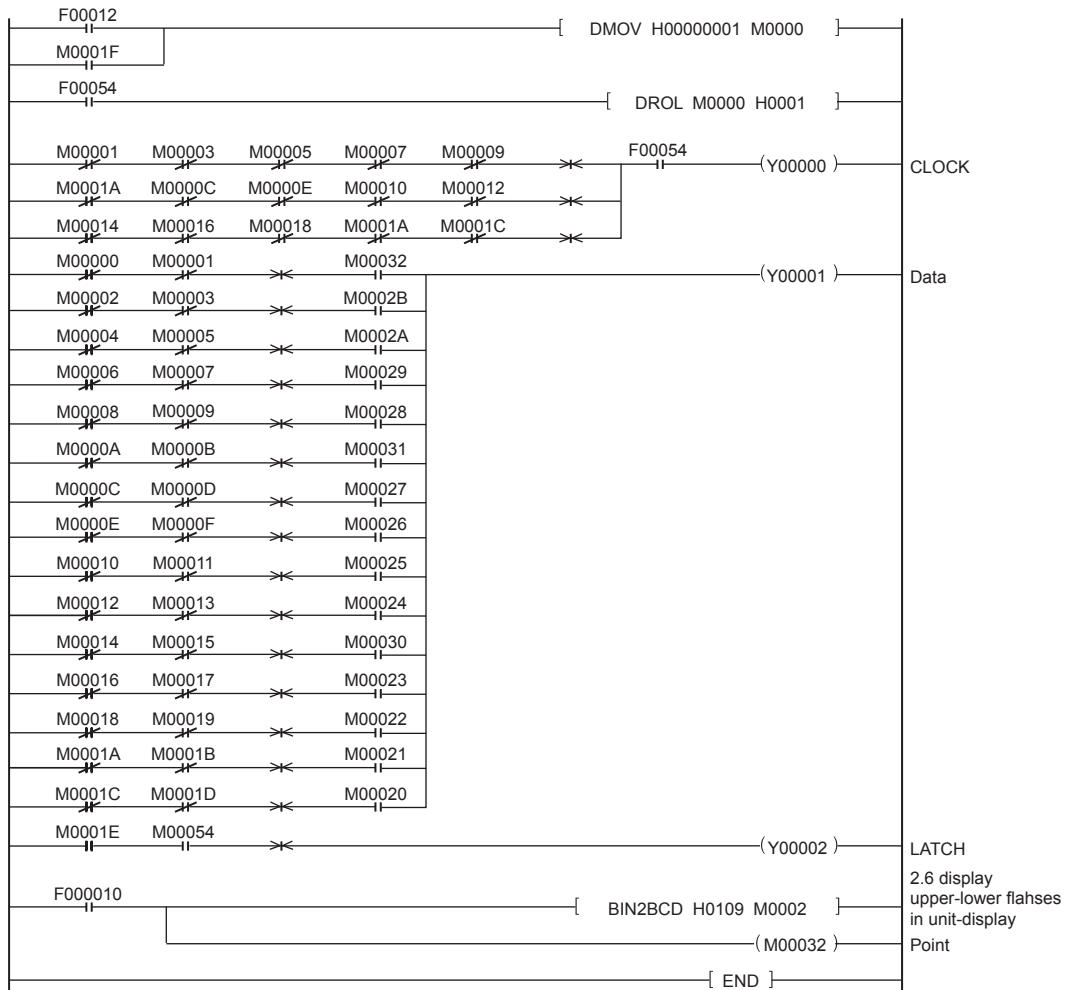 F00012
[ DMOV H00000001 M0000 ]
M0001F
F00054
[ DROL M0000 H0001 ]
M00001 M00003 M00005 M00007 M00009 F00054 (Y00000) CLOCK
M0001A M0000C M0000E M00010 M00012
M00014 M00016 M00018 M0001A M0001C
M00000 M00001 M00032 (Y00001) Data
M00002 M00003 M0002B
M00004 M00005 M0002A
M00006 M00007 M00029
M00008 M00009 M00028
M0000A M0000B M00031
M0000C M0000D M00027
M0000E M0000F M00026
M00010 M00011 M00025
M00012 M00013 M00024
M00014 M00015 M00030
M00016 M00017 M00023
M00018 M00019 M00022
M0001A M0001B M00021
M0001C M0001D M00020
M0001E M00054 (Y00002) LATCH
F000010
[ BIN2BCD H0109 M0002 ]
2.6 display
upper-lower flahses
in unit-display
(M00032) Point
[ END ]